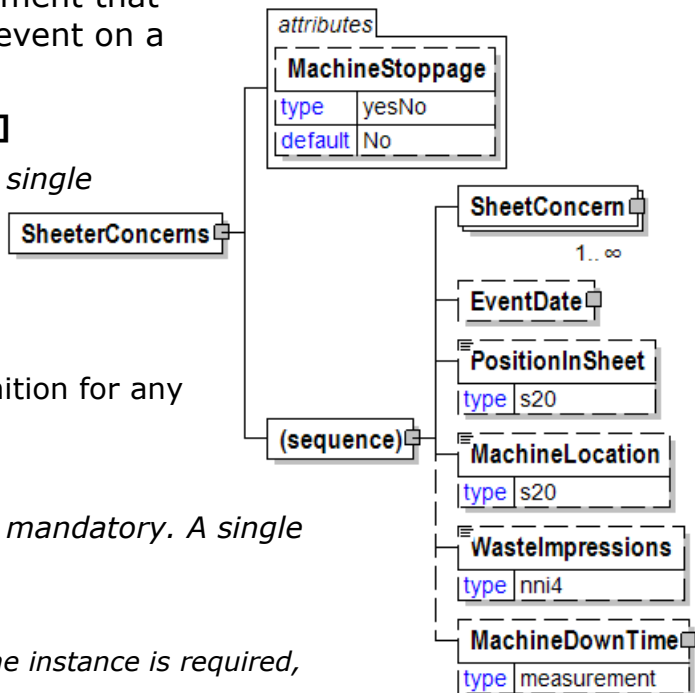 ment that
event on a
]
single
nition for any
mandatory. A single
ne instance is required,
attributes
MachineStoppage
type yesNo
default No
SheeterConcerns
(sequence)
SheetConcern
1..∞
EventDate
PositionInSheet
type s20
MachineLocation
type s20
WasteImpressions
type nni4
MachineDownTime
type measurement